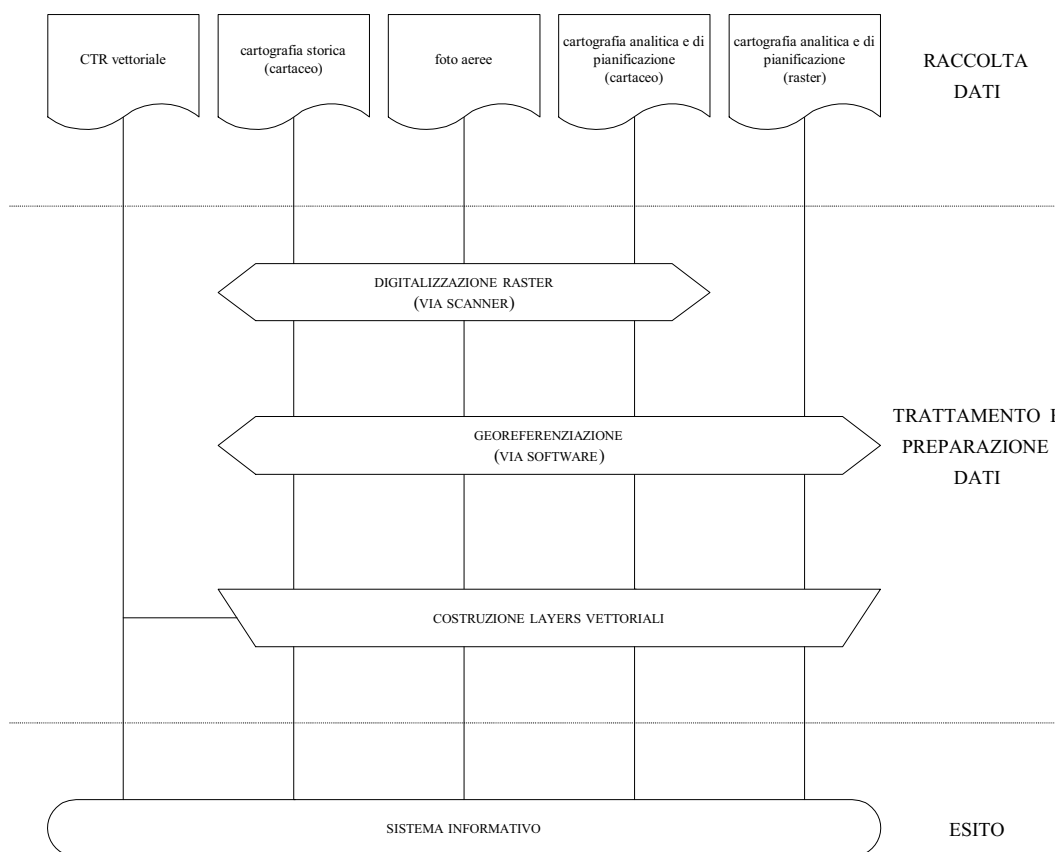 CTR vettoriale
cartografia storica
(cartaceo)
foto aeree
cartografia analitica e di
pianificazione
(cartaceo)
cartografia analitica e di
pianificazione
(raster)
RACCOLTA
DATI
DIGITALIZZAZIONE RASTER
(VIA SCANNER)
GEOREFERENZIAZIONE
(VIA SOFTWARE)
TRATTAMENTO E
PREPARAZIONE
DATI
COSTRUZIONE LAYERS VETTORIALI
SISTEMA INFORMATIVO
ESITO